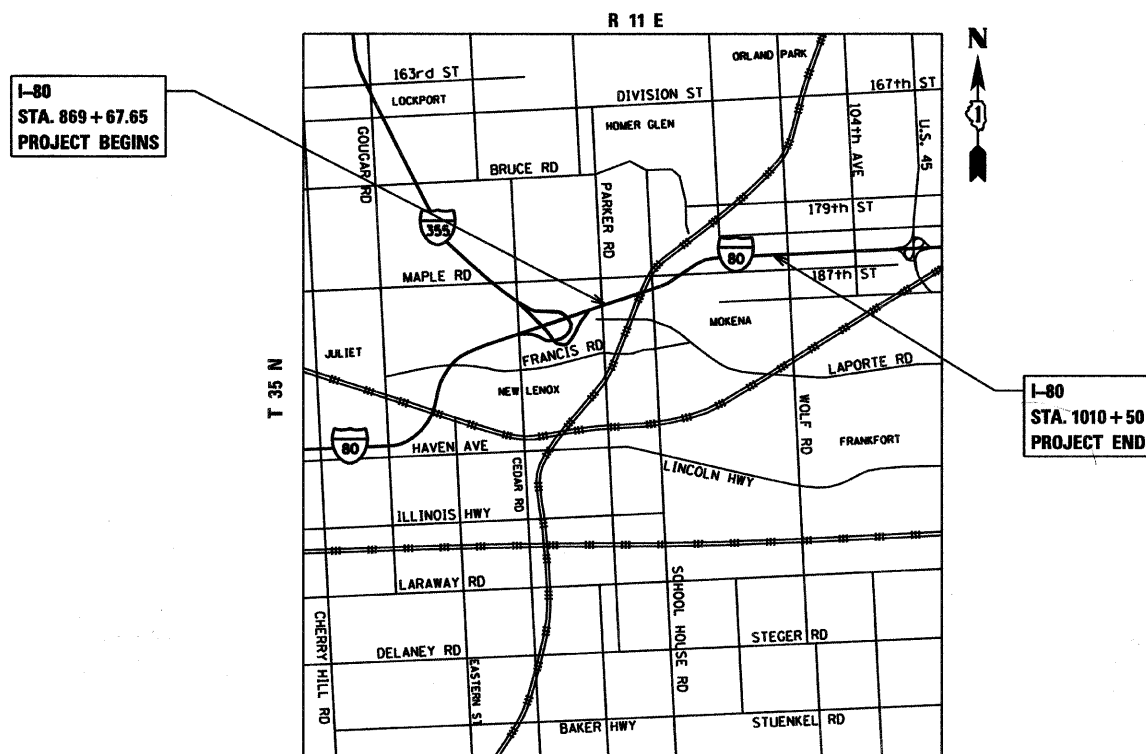 R 11 E
N
1
I-80
STA. 869 + 67.65
PROJECT BEGINS
ORLAND PARK
163rd ST
LOCKPORT
DIVISION ST
167th ST
HOMER GLEN
GOUGAR RD
104th AVE
U.S. 45
BRUCE RD
PARKER RD
179th ST
355
80
MAPLE RD
187th ST
MOKENA
JULIET
FRANCIS RD
LAPORTE RD
T 35 N
NEW LENOX
I-80
STA. 1010 + 50
PROJECT END
WOLF RD
FRANKFORT
80
HAVEN AVE
CEDAR RD
LINCOLN HWY
ILLINOIS HWY
LARAWAY RD
SCHOOL HOUSE RD
CHERRY HILL RD
STEGER RD
DELANEY RD
EASTERN ST
BAKER HWY
STUENKEL RD